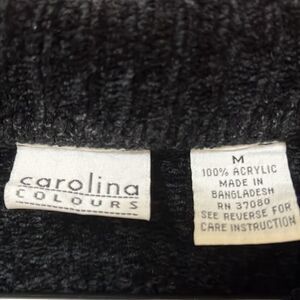 carolina
COLOURS
M
100% ACRYLIC
MADE IN
BANGLADESH
RN 37080
SEE REVERSE FOR
CARE INSTRUCTION